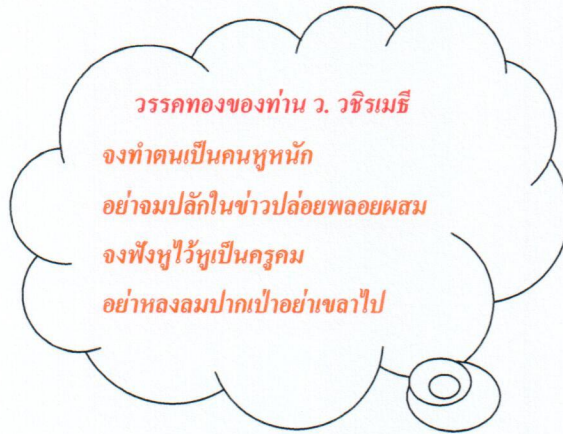 วรรคทองของท่าน ว. วชิรเมธี
จงทำตนเป็นคนหูหนัก
อย่าจมปลักในข่าวปล่อยพลอยผสม
จงฟังหูไว้หูเป็นครูคม
อย่าหลงลมปากเป่าอย่าเขลาไป